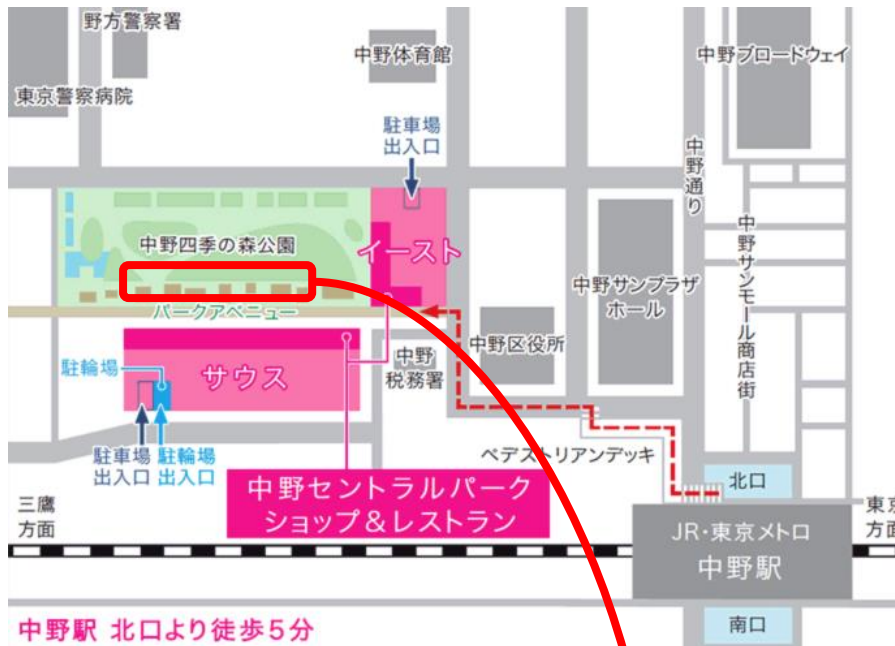 野方警察署
東京警察病院
中野体育館
中野ブロードウェイ
駐車場
出入口
中野通り
中野四季の森公園
イースト
中野サンプラザ
ホール
中野サンモール商店街
パークアベニュー
中野区役所
中野
税務署
駐輪場
サウス
駐車場
出入口
駐輪場
出入口
ペデストリアンデッキ
中野セントラルパーク
ショップ&レストラン
北口
三鷹
方面
東京
方面
JR・東京メトロ
中野駅
南口
中野駅 北口より徒歩5分